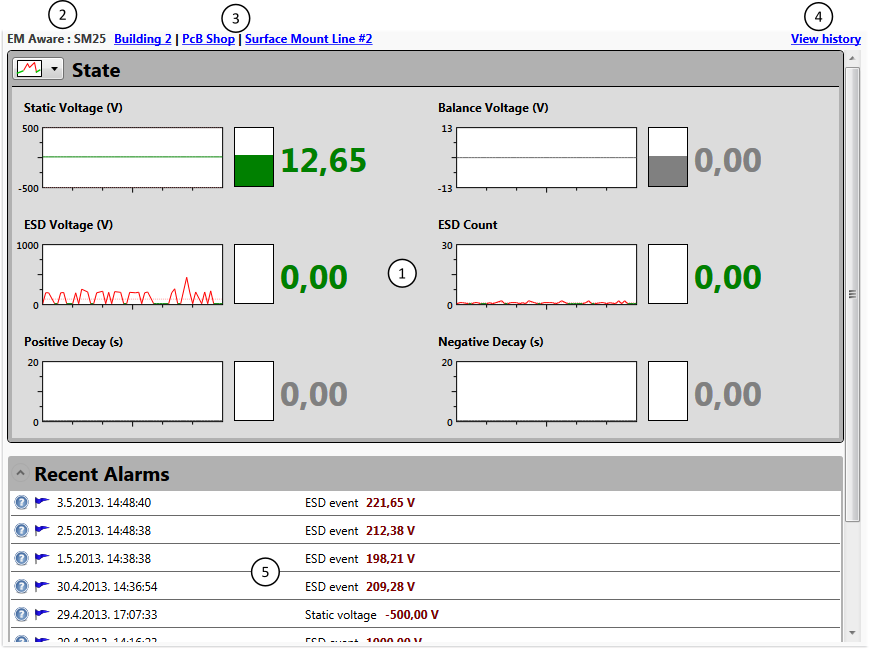 2 3 4
EM Aware : SM25 Building 2 | PcB Shop | Surface Mount Line #2 View history
State
Static Voltage (V) Balance Voltage (V)
500 13
12,65 0,00
-500 -13
ESD Voltage (V) ESD Count
1000 30
0,00 1 0,00
0 0
Positive Decay (s) Negative Decay (s)
20 20
0,00 0,00
0 0
Recent Alarms
3.5.2013. 14:48:40 ESD event 221,65 V
2.5.2013. 14:48:38 ESD event 212,38 V
1.5.2013. 14:38:38 ESD event 198,21 V
5
30.4.2013. 14:36:54 ESD event 209,28 V
29.4.2013. 17:07:33 Static voltage -500,00 V
29.4.2013. 14:16:23 ESD event 1000,00 V